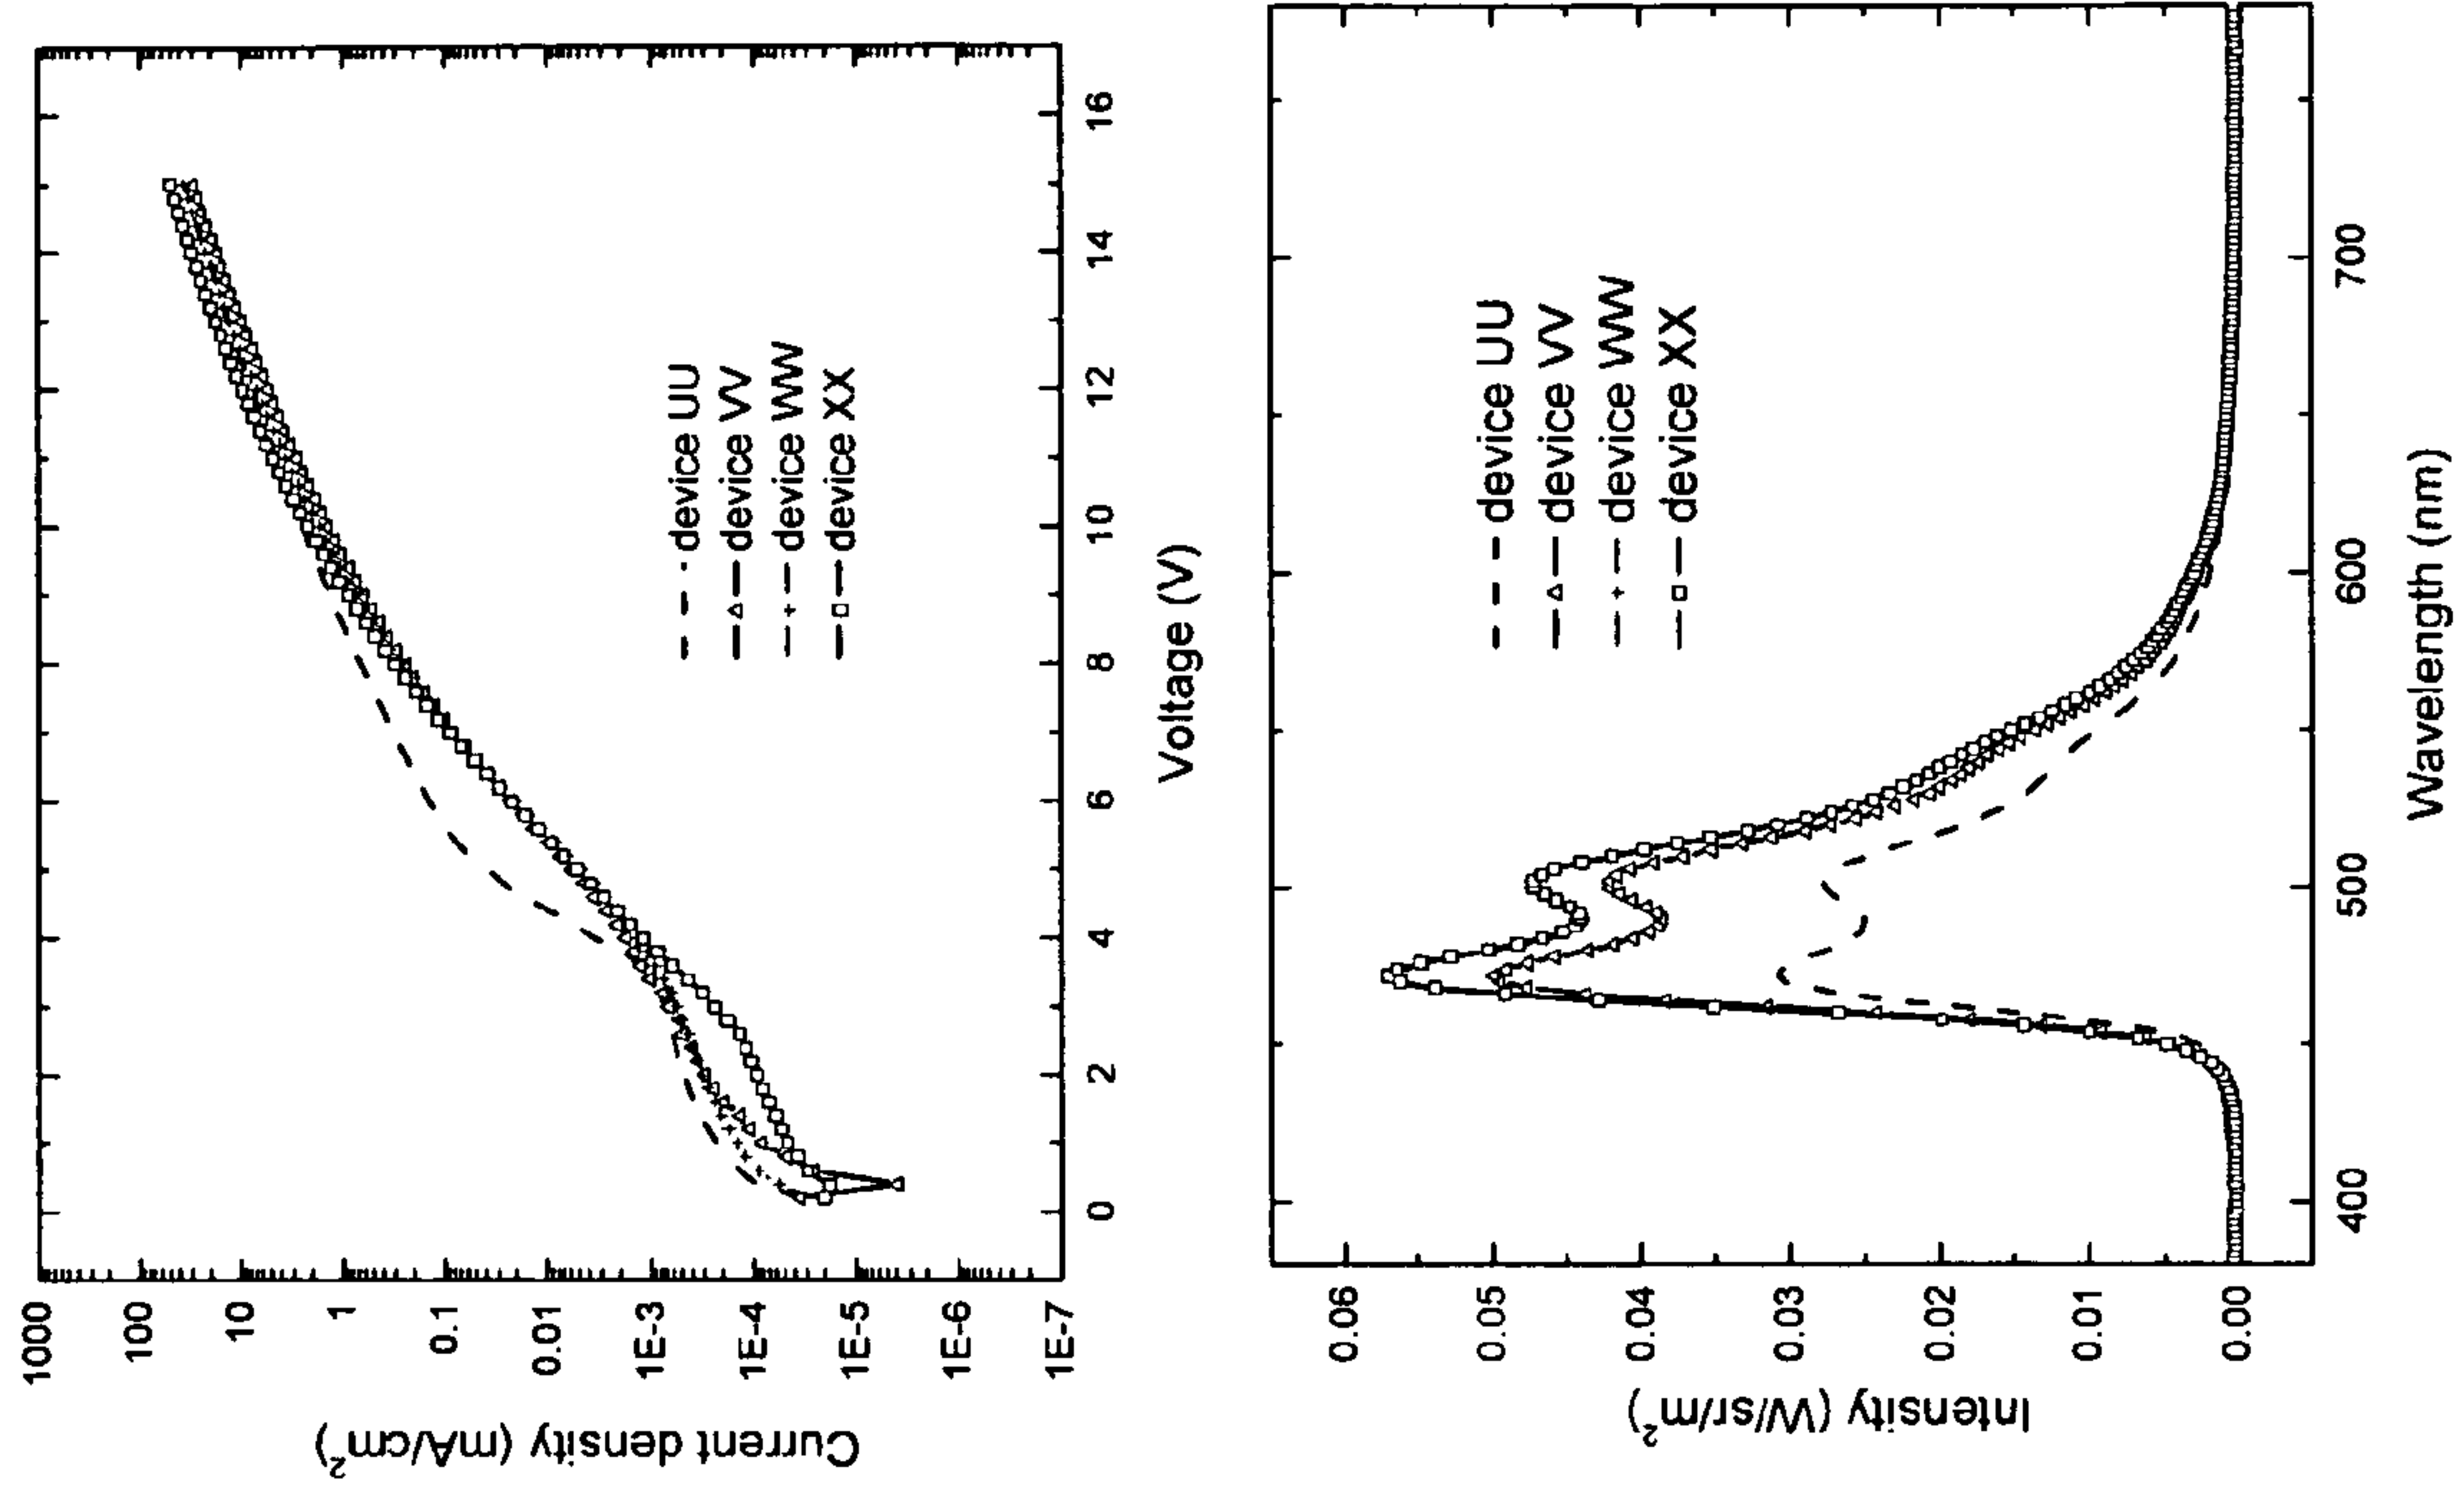 Current density (mA/cm²)
1000
100
10
1
0.1
0.01
1E-3
1E-4
1E-5
1E-6
1E-7
device UU
device VV
device WW
device XX
0 2 4 6 8 10 12 14 16
Voltage (V)
Intensity (W/sr/m²)
0.06
0.05
0.04
0.03
0.02
0.01
0.00
device UU
device VV
device WW
device XX
400 500 600 700
Wavelength (nm)